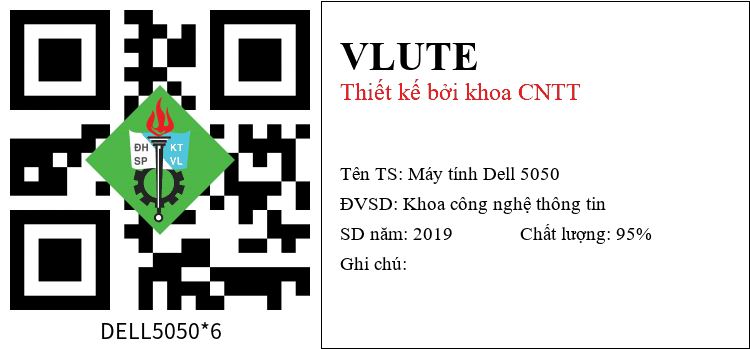 ĐH KT
SP VL
DELL5050*6
VLUTE
Thiết kế bởi khoa CNTT
Tên TS: Máy tính Dell 5050
ĐVSD: Khoa công nghệ thông tin
SD năm: 2019 Chất lượng: 95%
Ghi chú: